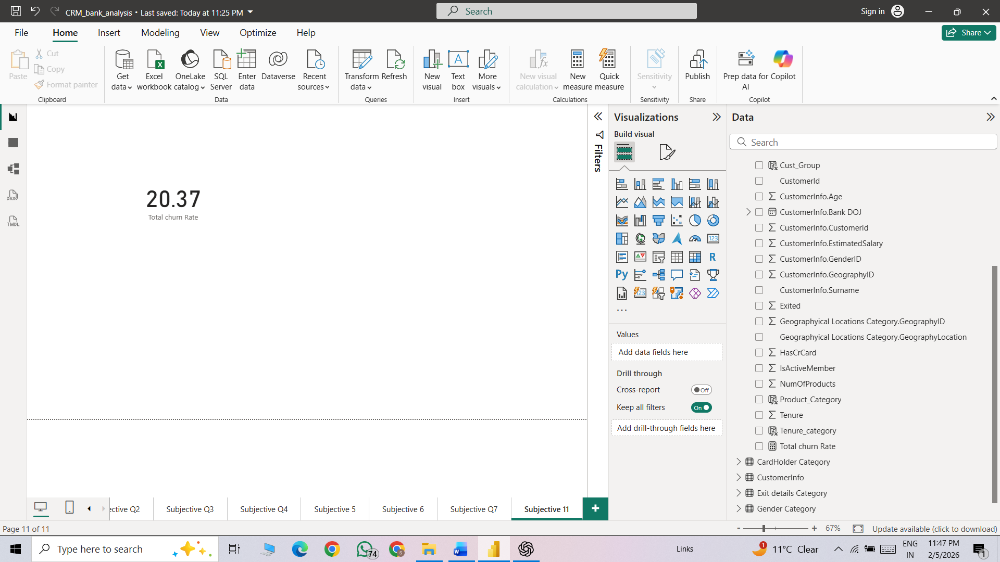 CRM_bank_analysis • Last saved: Today at 11:25 PM
Search
Sign in
File
Home
Insert
Modeling
View
Optimize
Help
Share
Paste
Cut
Copy
Format painter
Clipboard
Get data
Excel workbook
OneLake catalog
SQL Server
Enter data
Dataverse
Recent sources
Data
Transform data
Refresh
Queries
New visual
Text box
More visuals
Insert
New visual calculation
New measure
Quick measure
Calculations
Sensitivity
Sensitivity
Publish
Share
Prep data for AI
Copilot
Copilot
DAX
TMDL
20.37
Total churn Rate
Filters
Visualizations
Build visual
123
R
Py
123
Values
Add data fields here
Drill through
Cross-report
Off
Keep all filters
On
Add drill-through fields here
Data
Search
Cust_Group
CustomerId
CustomerInfo.Age
CustomerInfo.Bank DOJ
CustomerInfo.CustomerId
CustomerInfo.EstimatedSalary
CustomerInfo.GenderID
CustomerInfo.GeographyID
CustomerInfo.Surname
Exited
Geographyical Locations Category.GeographyID
Geographyical Locations Category.GeographyLocation
HasCrCard
IsActiveMember
NumOfProducts
Product_Category
Tenure
Tenure_category
Total churn Rate
CardHolder Category
CustomerInfo
Exit details Category
Gender Category
ective Q2
Subjective Q3
Subjective Q4
Subjective 5
Subjective 6
Subjective Q7
Subjective 11
Page 11 of 11
67%
Update available (click to download)
Type here to search
74
S
Links
1
11°C Clear
ENG
IN
11:47 PM
2/5/2026
1